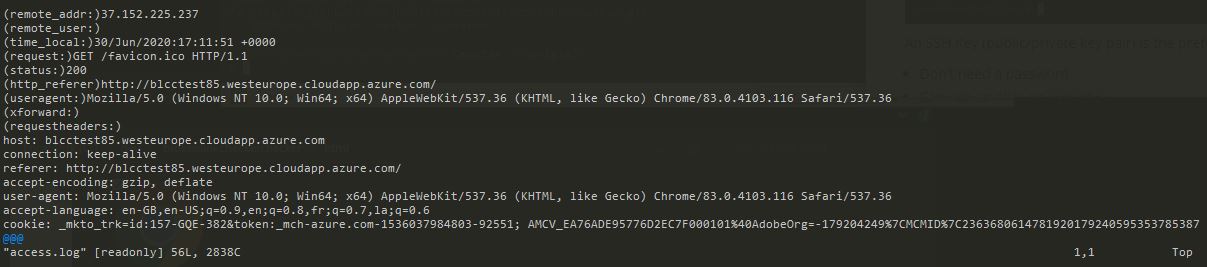 (remote_addr:)37.152.225.237
(remote_user:)
(time_local:)30/Jun/2020:17:11:51 +0000
(request:)GET /favicon.ico HTTP/1.1
(status:)200
(http_referer)http://blcctest85.westeurope.cloudapp.azure.com/
(useragent:)Mozilla/5.0 (Windows NT 10.0; Win64; x64) AppleWebKit/537.36 (KHTML, like Gecko) Chrome/83.0.4103.116 Safari/537.36
(xforward:)
(requestheaders:)
host: blcctest85.westeurope.cloudapp.azure.com
connection: keep-alive
referer: http://blcctest85.westeurope.cloudapp.azure.com/
accept-encoding: gzip, deflate
user-agent: Mozilla/5.0 (Windows NT 10.0; Win64; x64) AppleWebKit/537.36 (KHTML, like Gecko) Chrome/83.0.4103.116 Safari/537.36
accept-language: en-GB,en-US;q=0.9,en;q=0.8,fr;q=0.7,la;q=0.6
cookie: _mkto_trk=id:157-GQE-382&token:_mch-azure.com-1536037984803-92551; AMCV_EA76ADE95776D2EC7F000101%40AdobeOrg=-179204249%7CMCMID%7C23636806147819201792405953537853​87
@@@
"access.log" [readonly] 56L, 2838C 1,1 Top
An SSH Key (public/private key pair) is the pre
Don't need a password